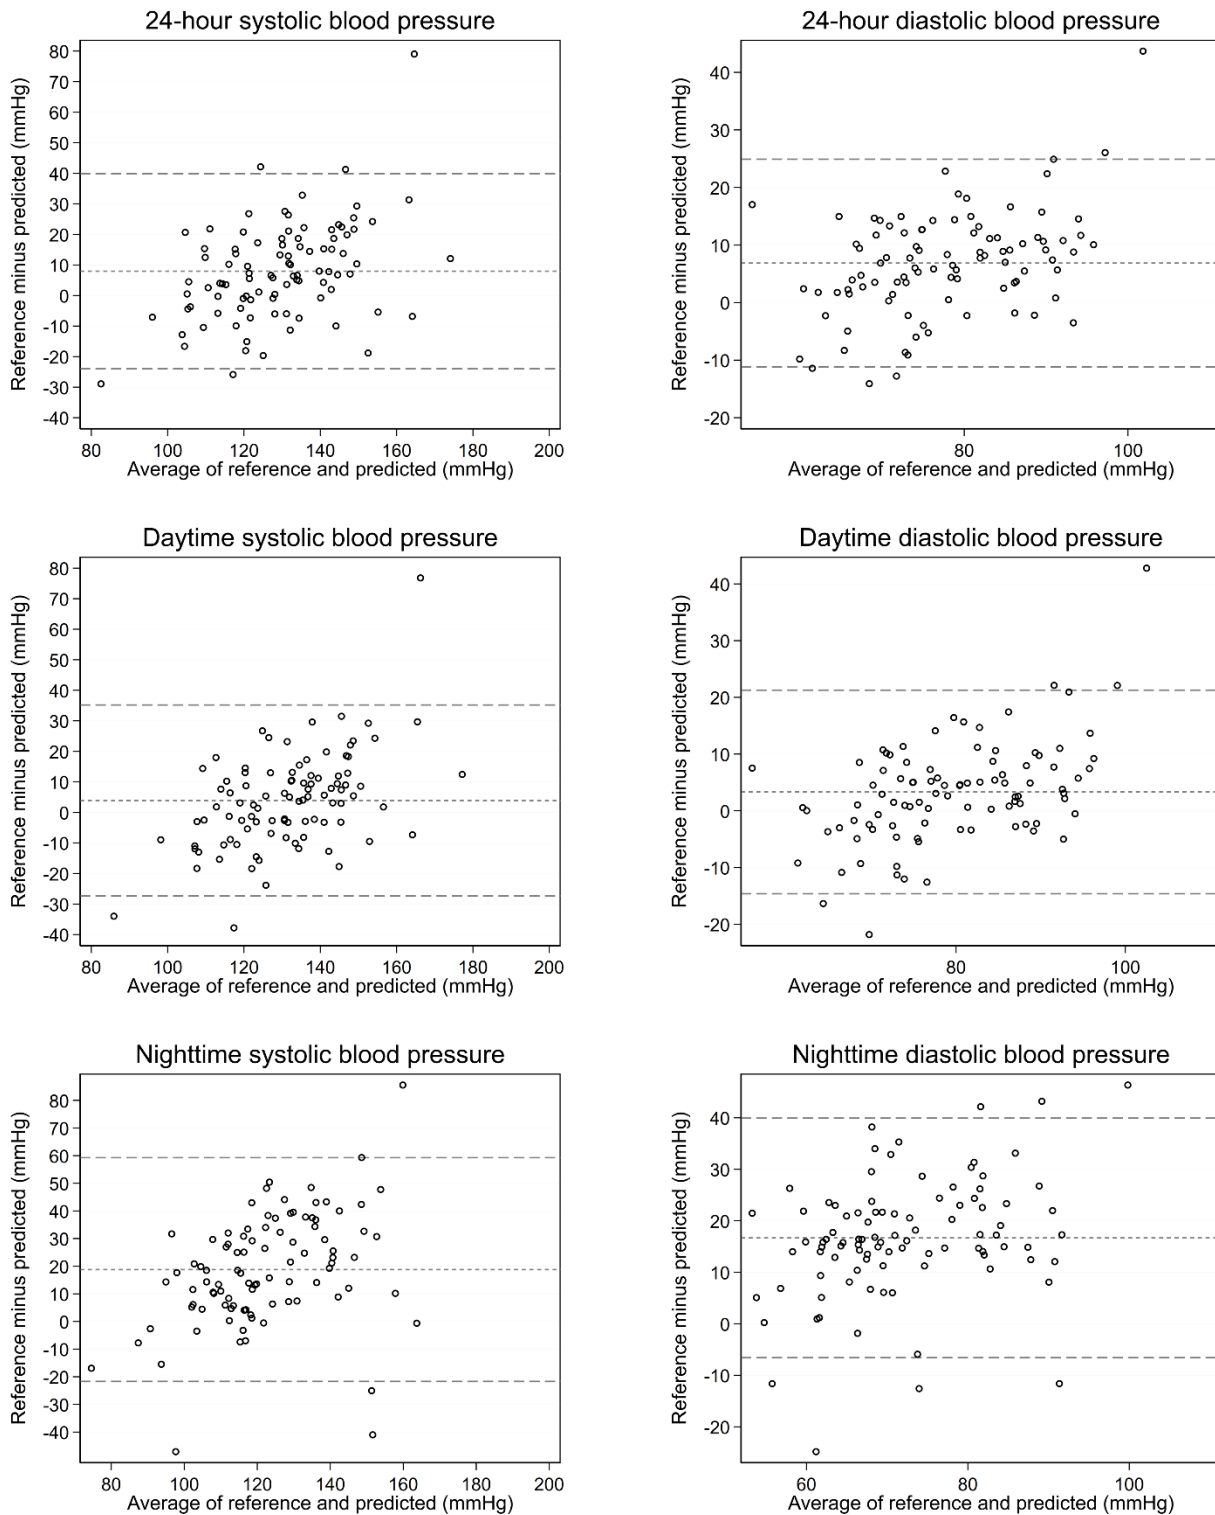 24-hour systolic blood pressure
Reference minus predicted (mmHg)
80
70
60
50
40
30
20
10
0
-10
-20
-30
-40
80 100 120 140 160 180 200
Average of reference and predicted (mmHg)
24-hour diastolic blood pressure
Reference minus predicted (mmHg)
40
30
20
10
0
-10
-20
80 100
Average of reference and predicted (mmHg)
Daytime systolic blood pressure
Reference minus predicted (mmHg)
80
70
60
50
40
30
20
10
0
-10
-20
-30
-40
80 100 120 140 160 180 200
Average of reference and predicted (mmHg)
Daytime diastolic blood pressure
Reference minus predicted (mmHg)
40
30
20
10
0
-10
-20
80 100
Average of reference and predicted (mmHg)
Nighttime systolic blood pressure
Reference minus predicted (mmHg)
80
70
60
50
40
30
20
10
0
-10
-20
-30
-40
80 100 120 140 160 180 200
Average of reference and predicted (mmHg)
Nighttime diastolic blood pressure
Reference minus predicted (mmHg)
40
30
20
10
0
-10
-20
60 80 100
Average of reference and predicted (mmHg)